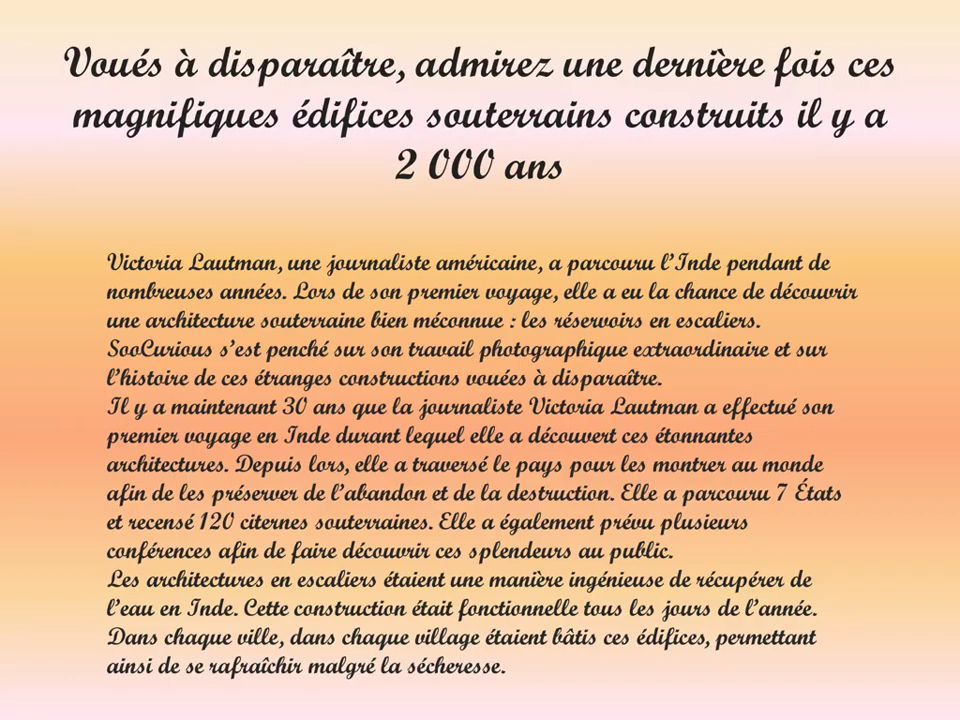 Voués à disparaître, admirez une dernière fois ces
magnifiques édifices souterrains construits il y a
2 000 ans
Victoria Lautman, une journaliste américaine, a parcouru l’Inde pendant de
nombreuses années. Lors de son premier voyage, elle a eu la chance de découvrir
une architecture souterraine bien méconnue : les réservoirs en escaliers.
SooCurious s’est penché sur son travail photographique extraordinaire et sur
l’histoire de ces étranges constructions vouées à disparaître.
Il y a maintenant 30 ans que la journaliste Victoria Lautman a effectué son
premier voyage en Inde durant lequel elle a découvert ces étonnantes
architectures. Depuis lors, elle a traversé le pays pour les montrer au monde
afin de les préserver de l’abandon et de la destruction. Elle a parcouru 7 États
et recensé 120 citernes souterraines. Elle a également prévu plusieurs
conférences afin de faire découvrir ces splendeurs au public.
Les architectures en escaliers étaient une manière ingénieuse de récupérer de
l’eau en Inde. Cette construction était fonctionnelle tous les jours de l’année.
Dans chaque ville, dans chaque village étaient bâtis ces édifices, permettant
ainsi de se rafraîchir malgré la sécheresse.